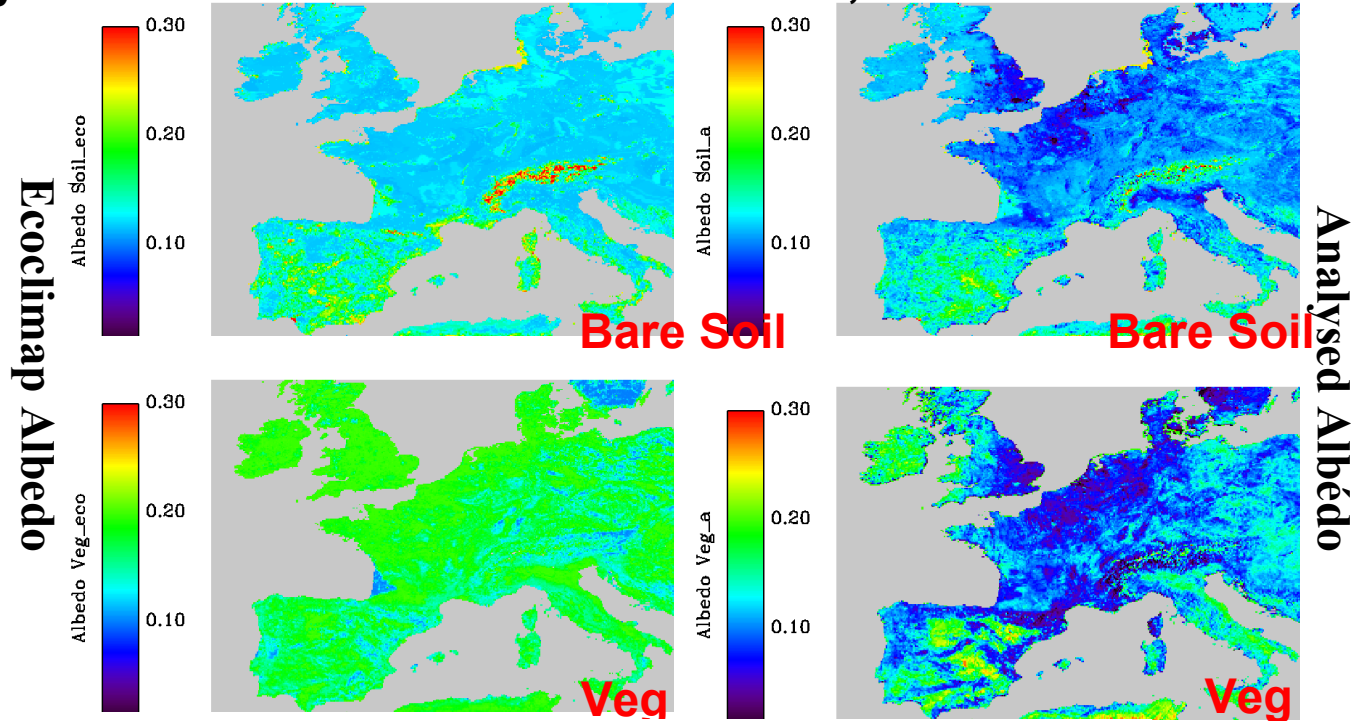 Ecoclimap Albedo
Albedo Soil_eco
0.30
0.20
0.10
Bare Soil
Albedo Soil_a
0.30
0.20
0.10
Bare Soil
Analysed Albédo
Albedo Veg_eco
0.30
0.20
0.10
Veg
Albedo Veg_a
0.30
0.20
0.10
Veg